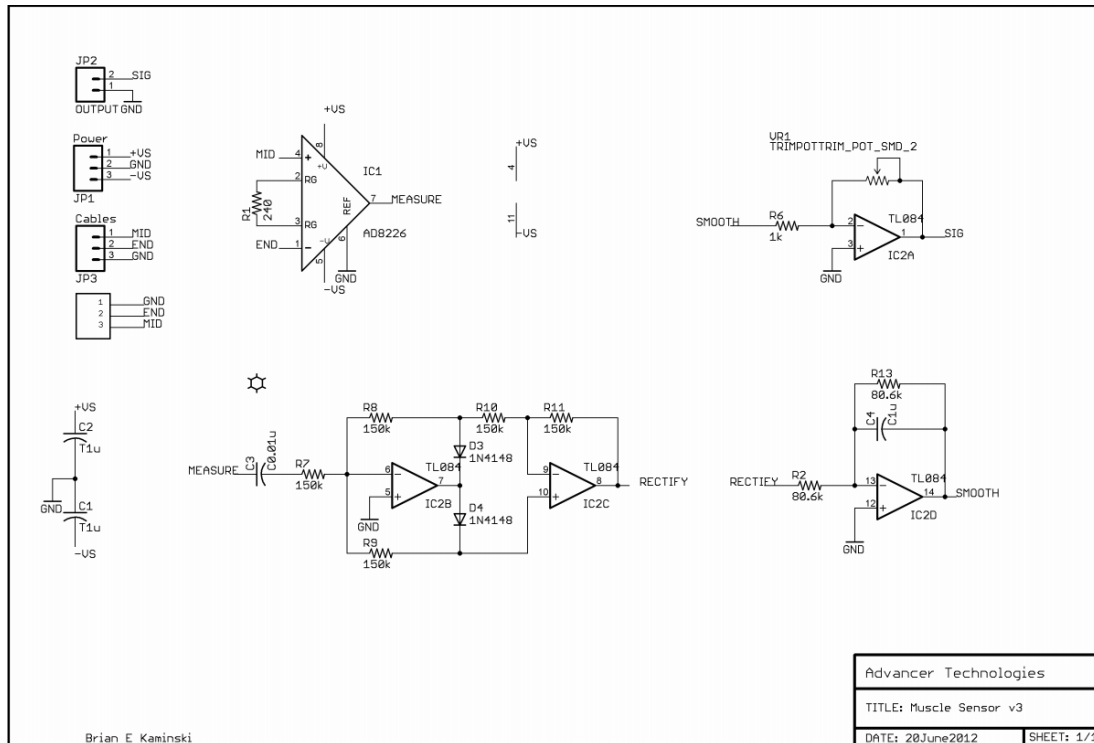 JP2
2 SIG
1
OUTPUT GND
Power
1 +VS
2 GND
3 -VS
JP1
Cables
1 MID
2 END
3 GND
JP3
1 GND
2 END
3 MID
+VS
8
MID 4 + +U
IC1
2 RG
R1
240
REF
7 MEASURE
3 RG
AD8226
END 1 - -U
6
5
GND
-VS
+VS
4
11
-VS
VR1
TRIMPOTTRIM_POT_SMD_2
SMOOTH R6
1k
TL084
2 -
3 +
1 SIG
IC2A
GND
+VS
C2
T1u
GND
C1
T1u
-VS
MEASURE C3 C0.01u
R7
150k
R8
150k
R10
150k
R11
150k
D3
1N4148
TL084
6 -
5 +
7
IC2B
GND
D4
1N4148
R9
150k
TL084
9 -
10 +
8 RECTIFY
IC2C
R13
80.6k
C4 C1u
RECTIFY R2
80.6k
TL084
13 -
12 +
14 SMOOTH
IC2D
GND
Advancer Technologies
TITLE: Muscle Sensor v3
DATE: 20June2012 SHEET: 1/1
Brian E Kaminski